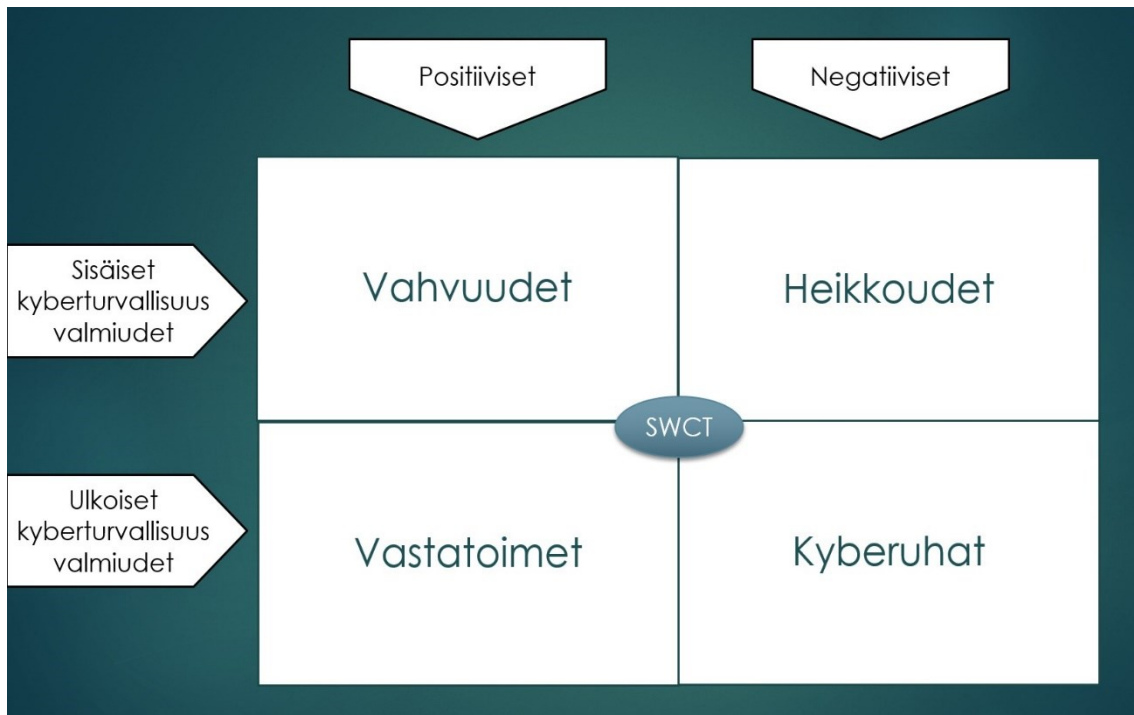 Positiiviset
Negatiiviset
Sisäiset
kyberturvallisuus
valmiudet
Vahvuudet
Heikkoudet
SWCT
Ulkoiset
kyberturvallisuus
valmiudet
Vastatoimet
Kyberuhat